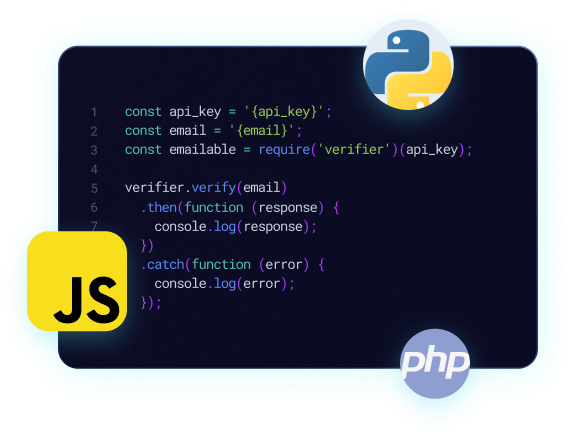 1 const api_key = '{api_key}';
2 const email = '{email}';
3 const emailable = require('verifier')(api_key);
4
5 verifier.verify(email)
6 .then(function (response) {
7 console.log(response);
})
.catch(function (error) {
console.log(error);
});
JS
php